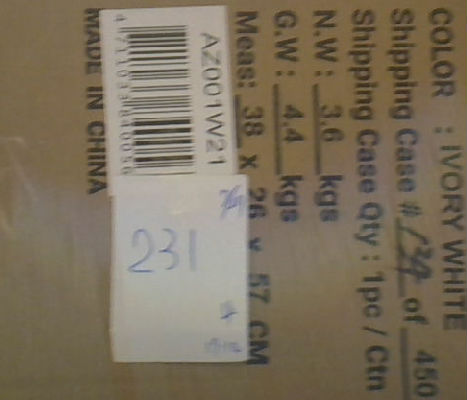 COLOR : IVORY WHITE
Shipping Case # of 450
Shipping Case Qty : 1pc / Ctn
N.W : 3.6 kgs
G.W : 4.4 kgs
Meas: 38 x 26 x 57 CM
MADE IN CHINA
AZ001W21
231